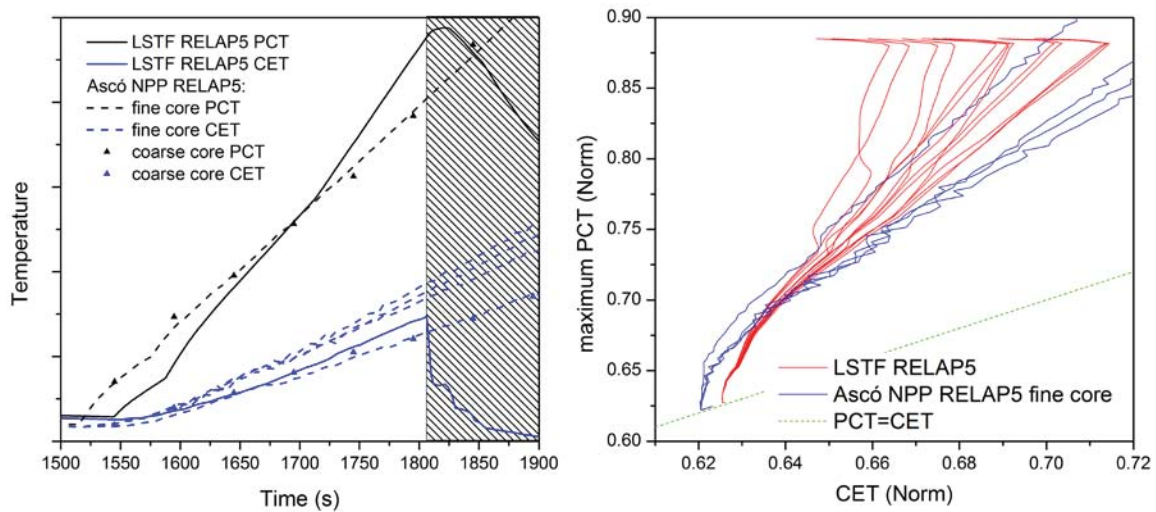 LSTF RELAP5 PCT
LSTF RELAP5 CET
Ascó NPP RELAP5:
fine core PCT
fine core CET
coarse core PCT
coarse core CET
Temperature
1500 1550 1600 1650 1700 1750 1800 1850 1900
Time (s)
0.90
0.85
0.80
0.75
0.70
0.65
0.60
maximum PCT (Norm)
LSTF RELAP5
Ascó NPP RELAP5 fine core
PCT=CET
0.62 0.64 0.66 0.68 0.70 0.72
CET (Norm)